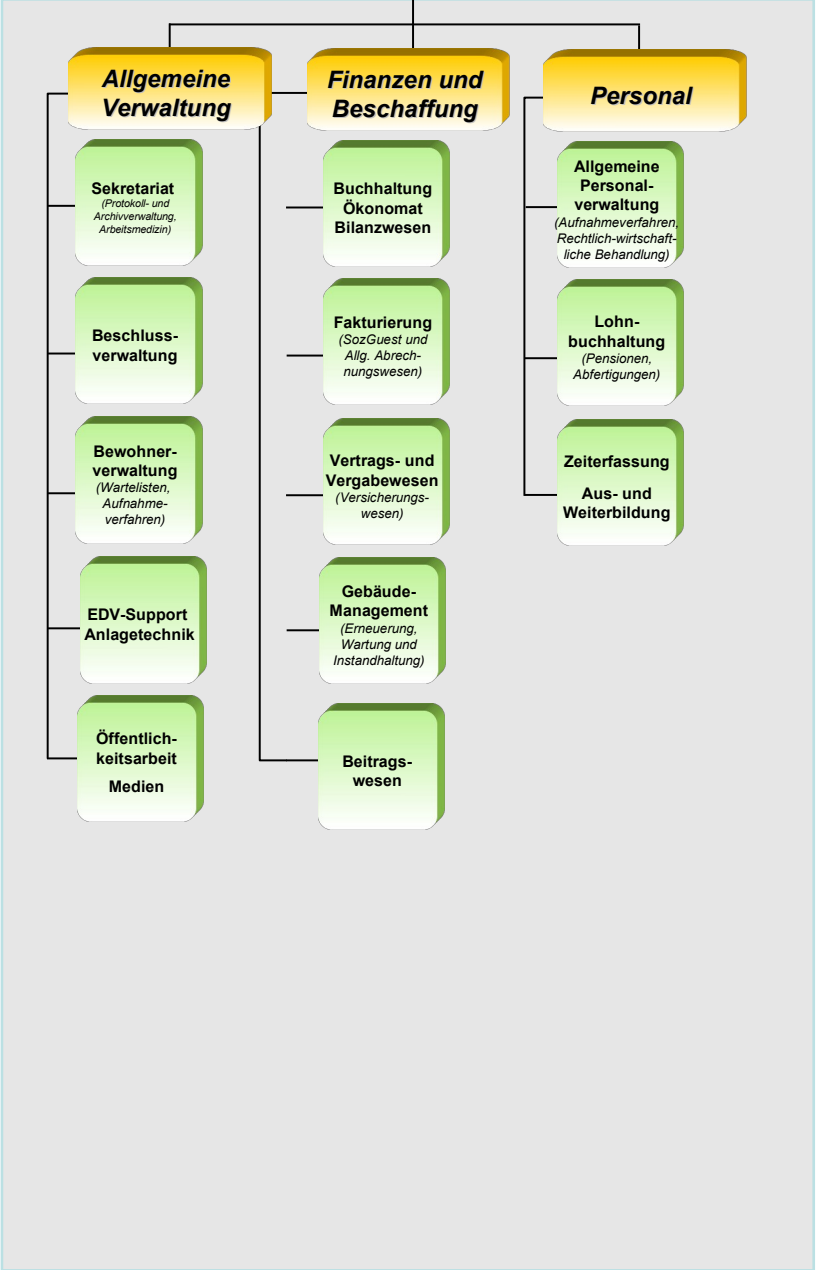 Allgemeine
Verwaltung
Sekretariat
(Protokoll- und
Archivverwaltung,
Arbeitsmedizin)
Beschluss-
verwaltung
Bewohner-
verwaltung
(Wartelisten,
Aufnahme-
verfahren)
EDV-Support
Anlagetechnik
Öffentlich-
keitsarbeit
Medien
Finanzen und
Beschaffung
Buchhaltung
Ökonomat
Bilanzwesen
Fakturierung
(SozGuest und
Allg. Abrech-
nungswesen)
Vertrags- und
Vergabewesen
(Versicherungs-
wesen)
Gebäude-
Management
(Erneuerung,
Wartung und
Instandhaltung)
Beitrags-
wesen
Personal
Allgemeine
Personal-
verwaltung
(Aufnahmeverfahren,
Rechtlich-wirtschaft-
liche Behandlung)
Lohn-
buchhaltung
(Pensionen,
Abfertigungen)
Zeiterfassung
Aus- und
Weiterbildung